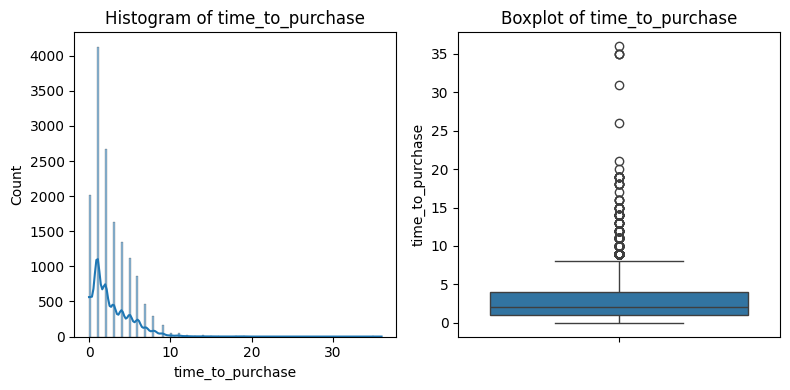 Histogram of time_to_purchase
4000
3500
3000
2500
2000
1500
1000
500
0
Count
0 10 20 30
time_to_purchase
Boxplot of time_to_purchase
35
30
25
20
15
10
5
0
time_to_purchase